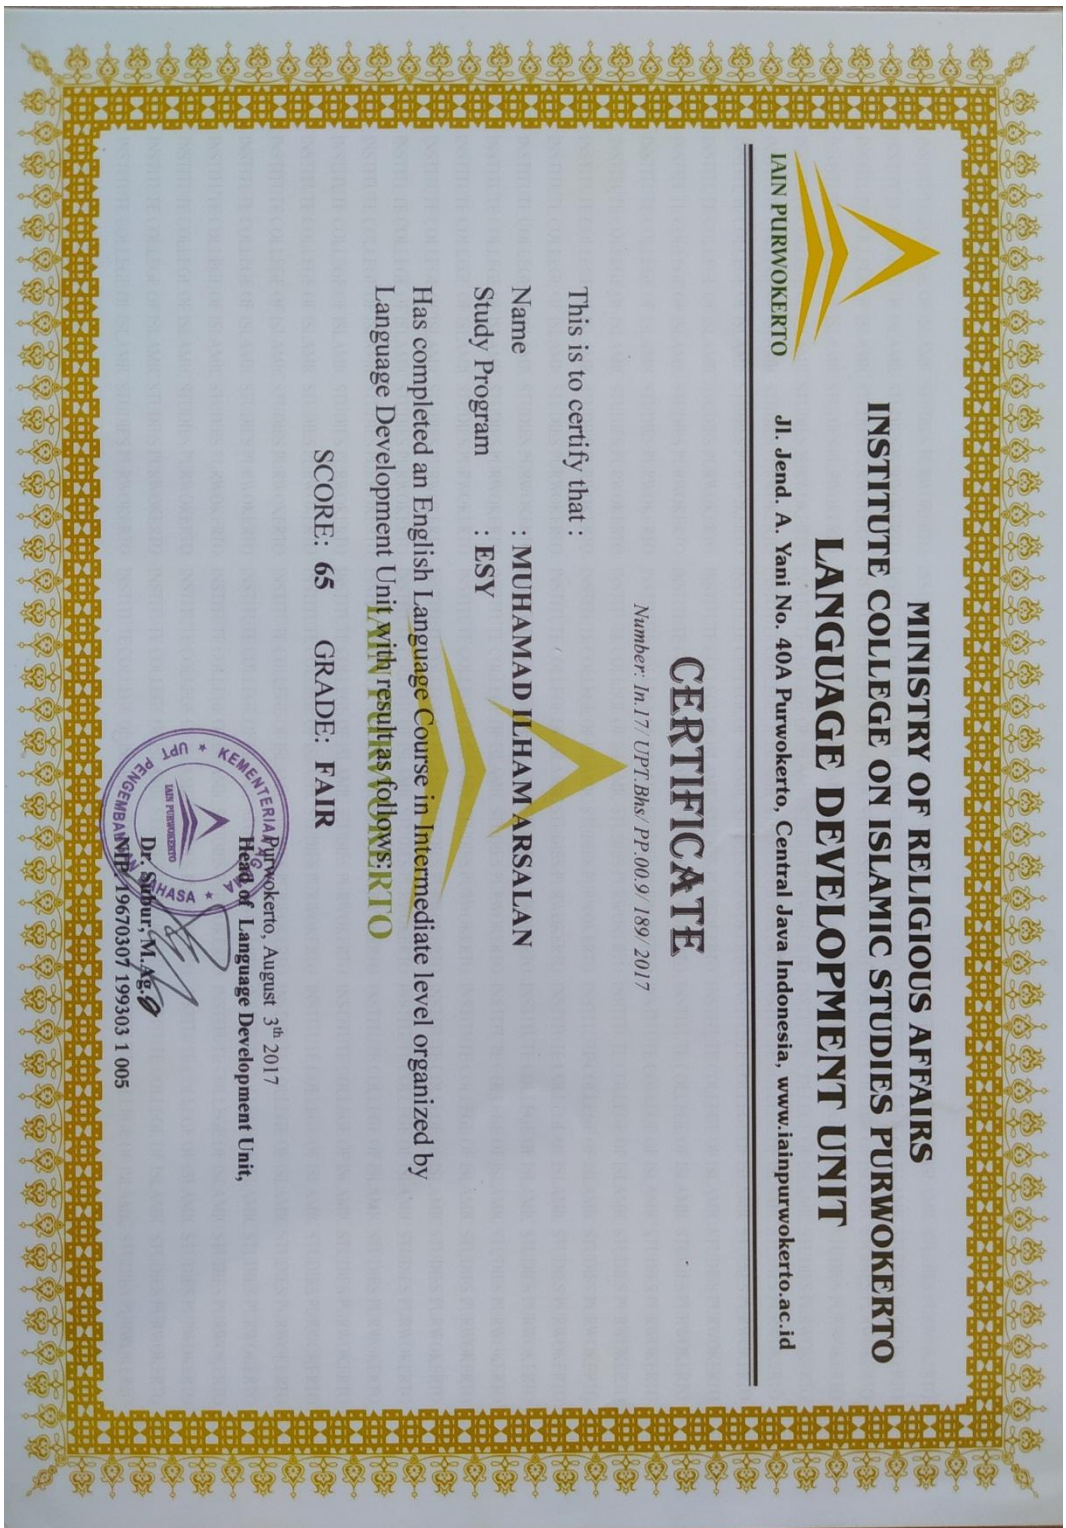 MINISTRY OF RELIGIOUS AFFAIRS
INSTITUTE COLLEGE ON ISLAMIC STUDIES PURWOKERTO
LANGUAGE DEVELOPMENT UNIT
Jl. Jend. A. Yani No. 40A Purwokerto, Central Java Indonesia, www.iainpurwokerto.ac.id
IAIN PURWOKERTO
CERTIFICATE
Number: In.17/ UPT.Bhs/ PP.00.9/ 189/ 2017
This is to certify that :
Name : MUHAMAD ILHAM ARSALAN
Study Program : ESY
Has completed an English Language Course in Intermediate level organized by
Language Development Unit with result as follows:
IAIN PURWOKERTO
SCORE: 65 GRADE: FAIR
Purwokerto, August 3th 2017
Head of Language Development Unit,
KEMENTERIAN AGAMA
UPT PENGEMBANGAN BAHASA
IAIN PURWOKERTO
Dr. Subur, M.Ag.
NIP. 19670307 199303 1 005